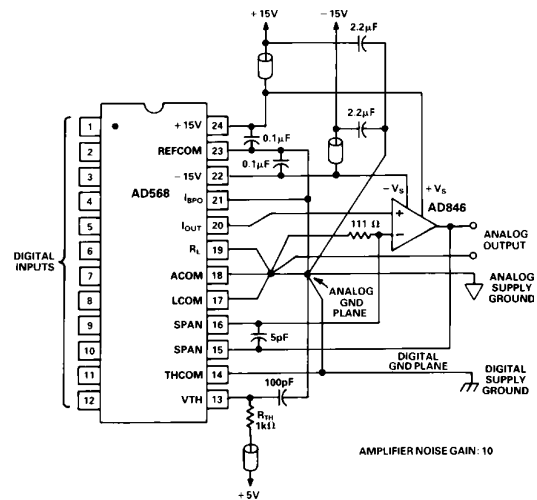 +15V
−15V
2.2μF
2.2μF
1
2
3
4
5
6
7
8
9
10
11
12
DIGITAL
INPUTS
AD568
+15V 24
REFCOM 23
−15V 22
IBPO 21
IOUT 20
RL 19
ACOM 18
LCOM 17
SPAN 16
SPAN 15
THCOM 14
VTH 13
0.1μF
0.1μF
−VS
+VS
AD846
+
−
111 Ω
ANALOG
OUTPUT
ANALOG
GND
PLANE
ANALOG
SUPPLY
GROUND
5pF
DIGITAL
GND PLANE
DIGITAL
SUPPLY
GROUND
100pF
RTH
1kΩ
+5V
AMPLIFIER NOISE GAIN: 10